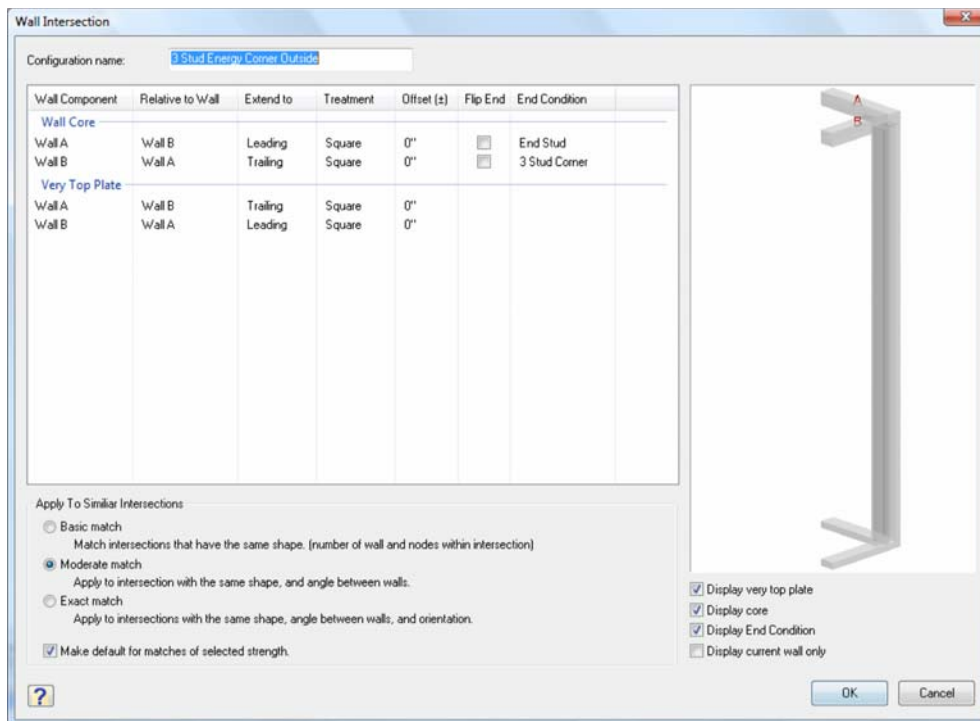 Wall Intersection
Configuration name: 3 Stud Energy Corner Outside
Wall Component Relative to Wall Extend to Treatment Offset (±) Flip End End Condition
Wall Core
Wall A Wall B Leading Square 0" End Stud
Wall B Wall A Trailing Square 0" 3 Stud Corner
Very Top Plate
Wall A Wall B Trailing Square 0"
Wall B Wall A Leading Square 0"
A
B
Apply To Similiar Intersections
Basic match
Match intersections that have the same shape. (number of wall and nodes within intersection)
Moderate match
Apply to intersection with the same shape, and angle between walls.
Exact match
Apply to intersections with the same shape, angle between walls, and orientation.
Make default for matches of selected strength.
Display very top plate
Display core
Display End Condition
Display current wall only
?
OK Cancel